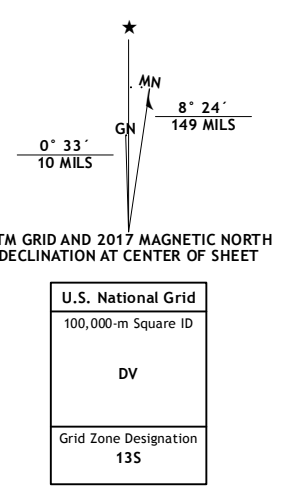 ★
MN
8° 24´
149 MILS
GN
0° 33´
10 MILS
TM GRID AND 2017 MAGNETIC NORTH
DECLINATION AT CENTER OF SHEET
U.S. National Grid
100,000-m Square ID
DV
Grid Zone Designation
13S